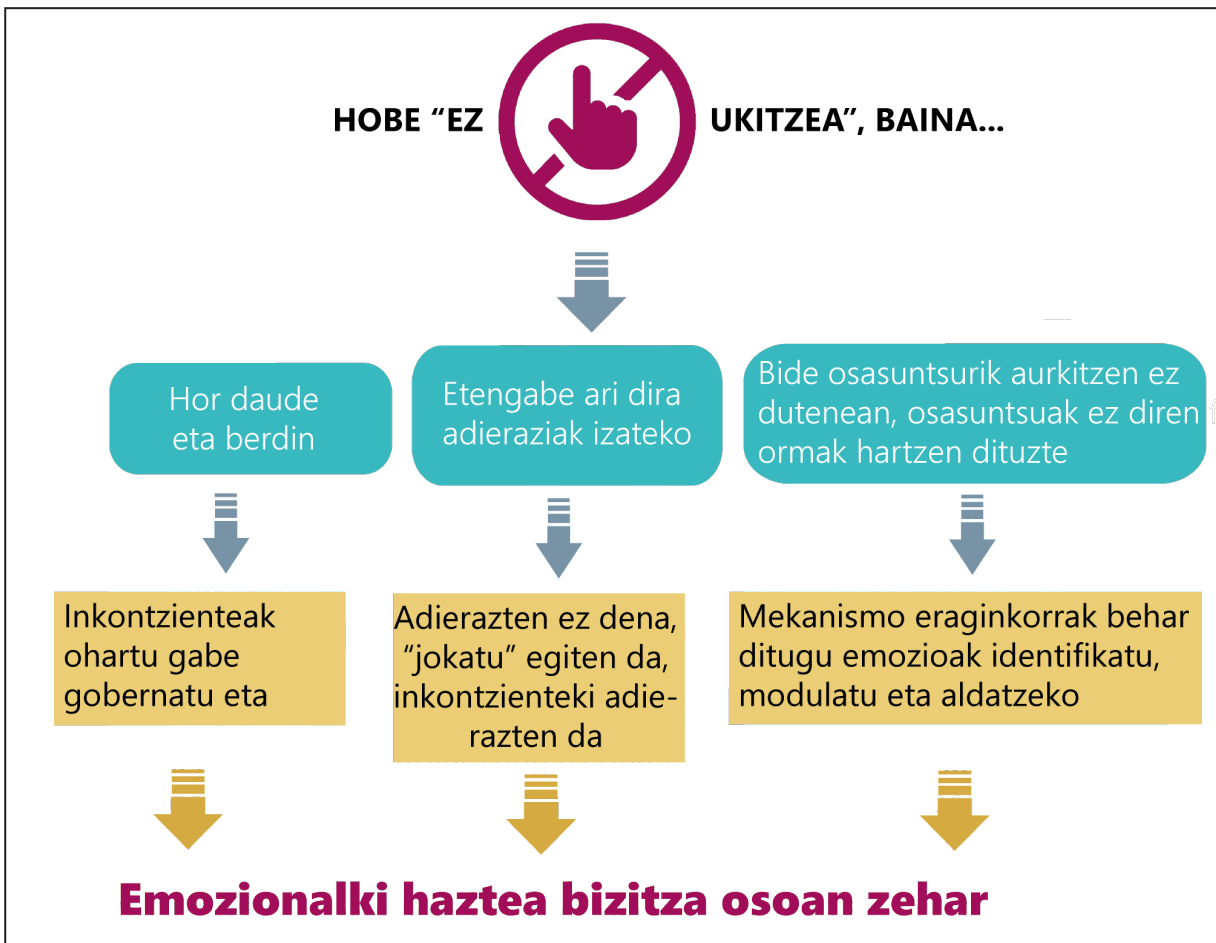 HOBE “EZ UKITZEA”, BAINA...
Hor daude
eta berdin
Etengabe ari dira
adieraziak izateko
Bide osasuntsurik aurkitzen ez
dutenean, osasuntsuak ez diren f
ormak hartzen dituzte
Inkontzienteak
ohartu gabe
gobernatu eta
Adierazten ez dena,
“jokatu” egiten da,
inkontzienteki adie-
razten da
Mekanismo eraginkorrak behar
ditugu emozioak identifikatu,
modulatu eta aldatzeko
Emozionalki haztea bizitza osoan zehar